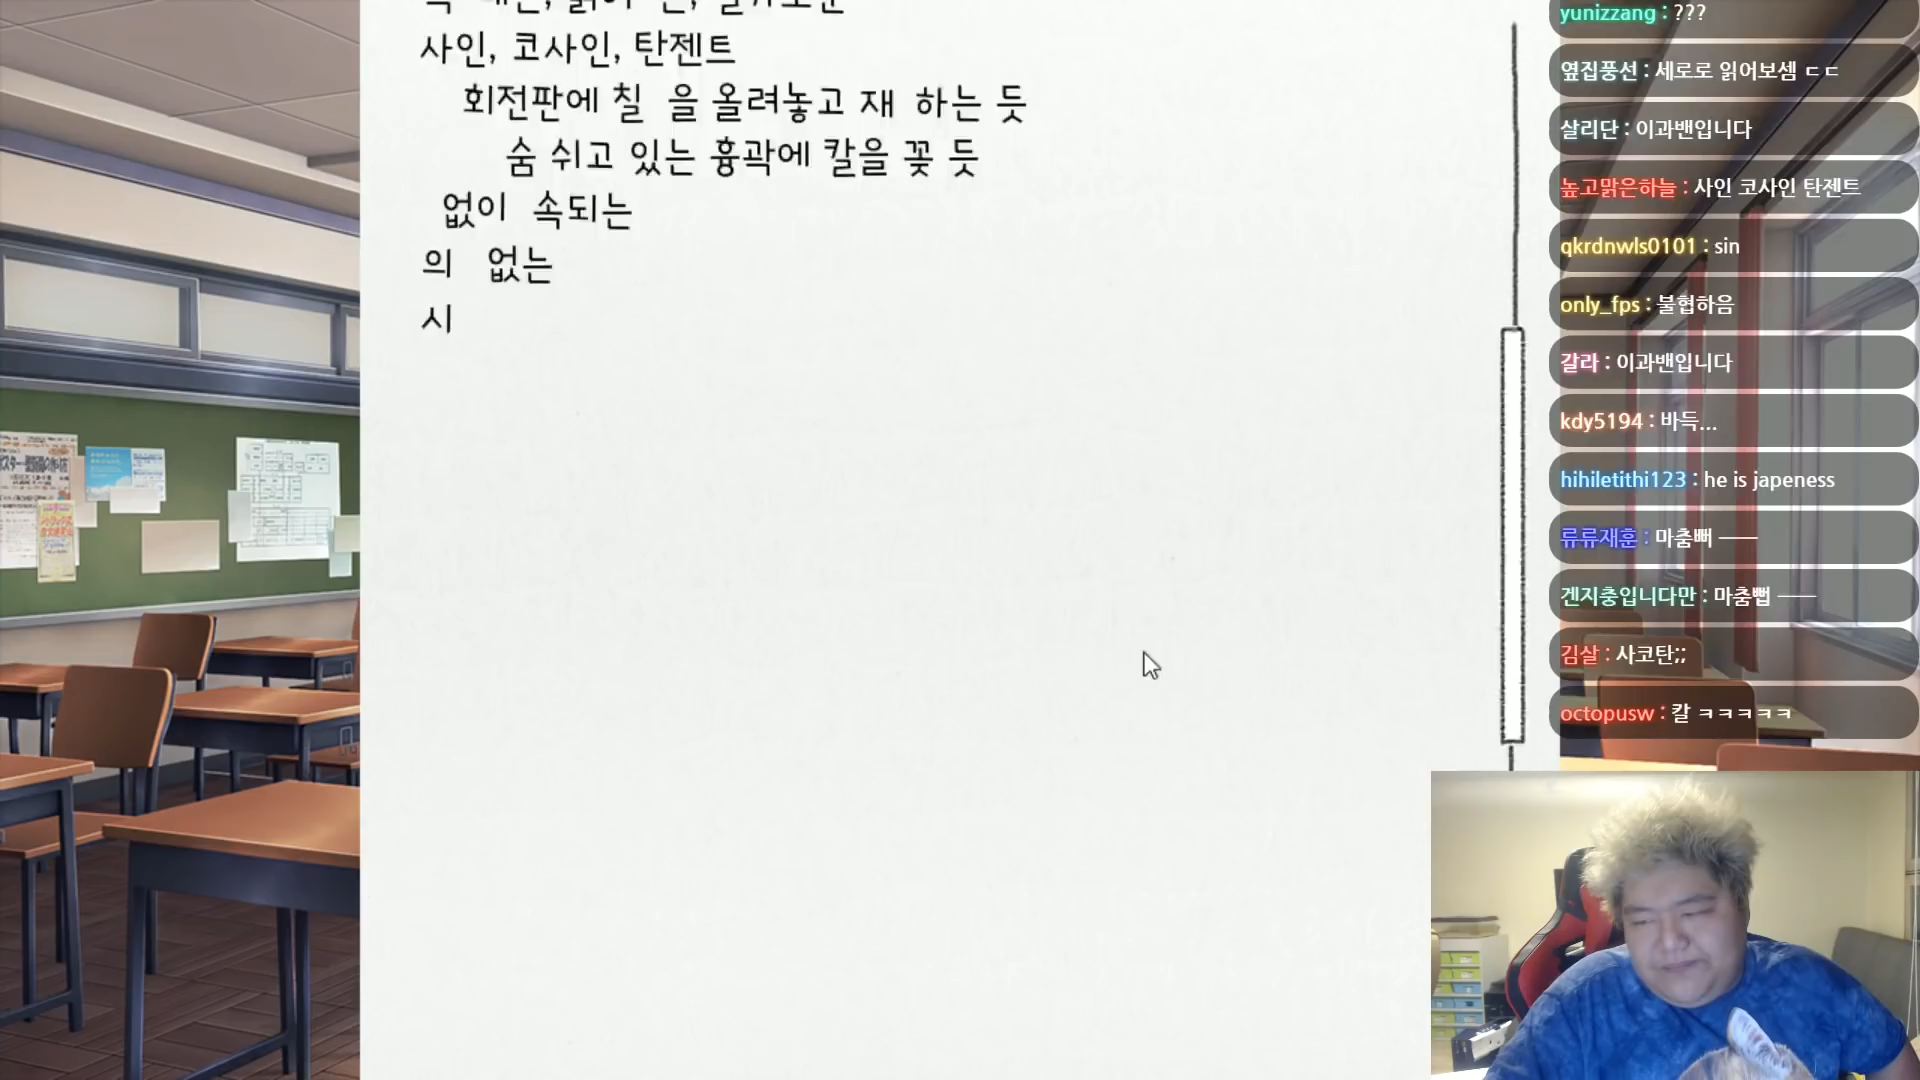 사인, 코사인, 탄젠트
회전판에 칠 을 올려놓고 재 하는 듯
숨 쉬고 있는 흉곽에 칼을 꽂 듯
없이 속되는
의 없는
시
yunizzang : ???
옆집풍선 : 세로로 읽어보셈 ㄷㄷ
살리단 : 이과밴입니다
높고맑은하늘 : 사인 코사인 탄젠트
qkrdnwls0101 : sin
only_fps : 불협하음
갈라 : 이과밴입니다
kdy5194 : 바득...
hihiletithi123 : he is japeness
류류재훈 : 마춤뻐 ──
겐지충입니다만 : 마춤뻡 ──
김살 : 사코탄;;
octopusw : 칼 ㅋㅋㅋㅋㅋ